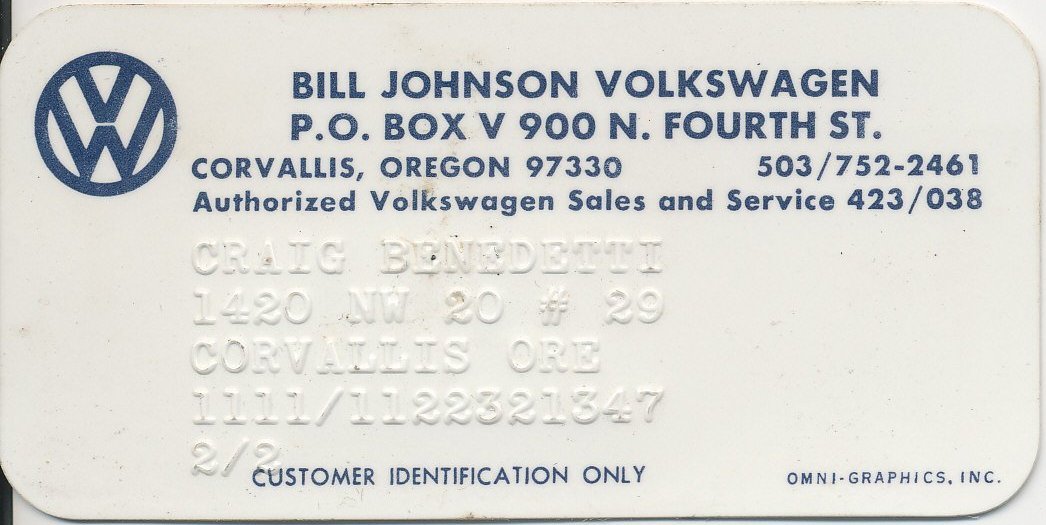 BILL JOHNSON VOLKSWAGEN
P.O. BOX V 900 N. FOURTH ST.
CORVALLIS, OREGON 97330 503/752-2461
Authorized Volkswagen Sales and Service 423/038
CRAIG BENEDETTI
1420 NW 20 # 29
CORVALLIS ORE
1111/1122321347
2/2
CUSTOMER IDENTIFICATION ONLY
OMNI-GRAPHICS, INC.